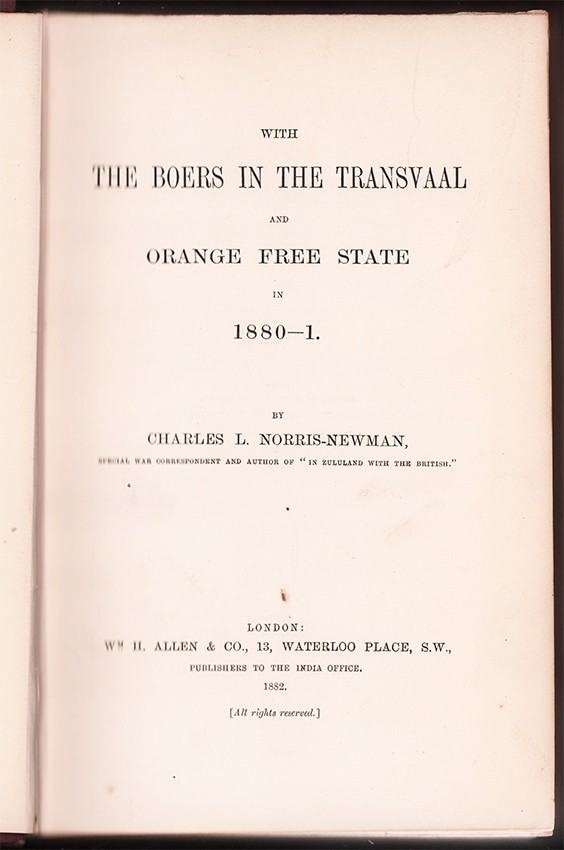 WITH
THE BOERS IN THE TRANSVAAL
AND
ORANGE FREE STATE
IN
1880—1.
BY
CHARLES L. NORRIS-NEWMAN,
SPECIAL WAR CORRESPONDENT AND AUTHOR OF "IN ZULULAND WITH THE BRITISH."
LONDON:
WM H. ALLEN & CO., 13, WATERLOO PLACE, S.W.,
PUBLISHERS TO THE INDIA OFFICE.
1882.
[All rights reserved.]